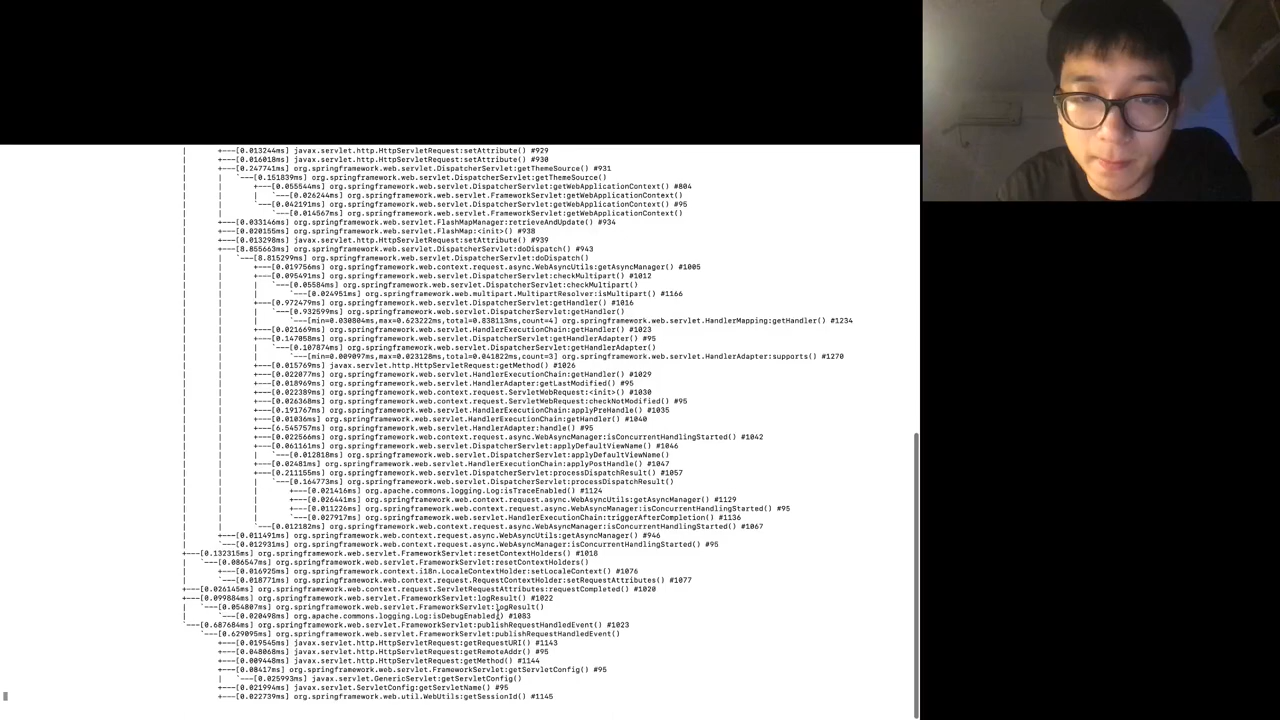 |       +---[0.013244ms] javax.servlet.http.HttpServletRequest:setAttribute() #929
|       +---[0.016018ms] javax.servlet.http.HttpServletRequest:setAttribute() #930
|       +---[0.247741ms] org.springframework.web.servlet.DispatcherServlet:getThemeSource() #931
|       |   `---[0.151839ms] org.springframework.web.servlet.DispatcherServlet:getThemeSource()
|       |       +---[0.055544ms] org.springframework.web.servlet.DispatcherServlet:getWebApplicationContext() #804
|       |       |   `---[0.026244ms] org.springframework.web.servlet.FrameworkServlet:getWebApplicationContext()
|       |       `---[0.042191ms] org.springframework.web.servlet.DispatcherServlet:getWebApplicationContext() #95
|       |           `---[0.014567ms] org.springframework.web.servlet.FrameworkServlet:getWebApplicationContext()
|       +---[0.033146ms] org.springframework.web.servlet.FlashMapManager:retrieveAndUpdate() #934
|       +---[0.020155ms] org.springframework.web.servlet.FlashMap:<init>() #938
|       +---[0.013298ms] javax.servlet.http.HttpServletRequest:setAttribute() #939
|       +---[8.855663ms] org.springframework.web.servlet.DispatcherServlet:doDispatch() #943
|       |   `---[8.815299ms] org.springframework.web.servlet.DispatcherServlet:doDispatch()
|       |       +---[0.019756ms] org.springframework.web.context.request.async.WebAsyncUtils:getAsyncManager() #1005
|       |       +---[0.095491ms] org.springframework.web.servlet.DispatcherServlet:checkMultipart() #1012
|       |       |   `---[0.05584ms] org.springframework.web.servlet.DispatcherServlet:checkMultipart()
|       |       |       `---[0.024951ms] org.springframework.web.multipart.MultipartResolver:isMultipart() #1166
|       |       +---[0.972479ms] org.springframework.web.servlet.DispatcherServlet:getHandler() #1016
|       |       |   `---[0.932599ms] org.springframework.web.servlet.DispatcherServlet:getHandler()
|       |       |       `---[min=0.030804ms,max=0.623222ms,total=0.838113ms,count=4] org.springframework.web.servlet.HandlerMapping:getHandler() #1234
|       |       +---[0.021669ms] org.springframework.web.servlet.HandlerExecutionChain:getHandler() #1023
|       |       +---[0.147058ms] org.springframework.web.servlet.DispatcherServlet:getHandlerAdapter() #95
|       |       |   `---[0.107874ms] org.springframework.web.servlet.DispatcherServlet:getHandlerAdapter()
|       |       |       `---[min=0.009097ms,max=0.023128ms,total=0.041822ms,count=3] org.springframework.web.servlet.HandlerAdapter:supports() #1270
|       |       +---[0.015769ms] javax.servlet.http.HttpServletRequest:getMethod() #1026
|       |       +---[0.022077ms] org.springframework.web.servlet.HandlerExecutionChain:getHandler() #1029
|       |       +---[0.018969ms] org.springframework.web.servlet.HandlerAdapter:getLastModified() #95
|       |       +---[0.022389ms] org.springframework.web.context.request.ServletWebRequest:<init>() #1030
|       |       +---[0.026368ms] org.springframework.web.context.request.ServletWebRequest:checkNotModified() #95
|       |       +---[0.191767ms] org.springframework.web.servlet.HandlerExecutionChain:applyPreHandle() #1035
|       |       +---[0.01036ms] org.springframework.web.servlet.HandlerExecutionChain:getHandler() #1040
|       |       +---[6.545757ms] org.springframework.web.servlet.HandlerAdapter:handle() #95
|       |       +---[0.022566ms] org.springframework.web.context.request.async.WebAsyncManager:isConcurrentHandlingStarted() #1042
|       |       +---[0.061161ms] org.springframework.web.servlet.DispatcherServlet:applyDefaultViewName() #1046
|       |       |   `---[0.012818ms] org.springframework.web.servlet.DispatcherServlet:applyDefaultViewName()
|       |       +---[0.02481ms] org.springframework.web.servlet.HandlerExecutionChain:applyPostHandle() #1047
|       |       +---[0.211155ms] org.springframework.web.servlet.DispatcherServlet:processDispatchResult() #1057
|       |       |   `---[0.164773ms] org.springframework.web.servlet.DispatcherServlet:processDispatchResult()
|       |       |       +---[0.021416ms] org.apache.commons.logging.Log:isTraceEnabled() #1124
|       |       |       +---[0.026441ms] org.springframework.web.context.request.async.WebAsyncUtils:getAsyncManager() #1129
|       |       |       +---[0.011226ms] org.springframework.web.context.request.async.WebAsyncManager:isConcurrentHandlingStarted() #95
|       |       |       `---[0.027917ms] org.springframework.web.servlet.HandlerExecutionChain:triggerAfterCompletion() #1136
|       |       `---[0.012182ms] org.springframework.web.context.request.async.WebAsyncManager:isConcurrentHandlingStarted() #1067
|       +---[0.011491ms] org.springframework.web.context.request.async.WebAsyncUtils:getAsyncManager() #946
|       `---[0.012931ms] org.springframework.web.context.request.async.WebAsyncManager:isConcurrentHandlingStarted() #95
+---[0.132315ms] org.springframework.web.servlet.FrameworkServlet:resetContextHolders() #1018
|   `---[0.086547ms] org.springframework.web.servlet.FrameworkServlet:resetContextHolders()
|       +---[0.016925ms] org.springframework.context.i18n.LocaleContextHolder:setLocaleContext() #1076
|       `---[0.018771ms] org.springframework.web.context.request.RequestContextHolder:setRequestAttributes() #1077
+---[0.026145ms] org.springframework.web.context.request.ServletRequestAttributes:requestCompleted() #1020
+---[0.099884ms] org.springframework.web.servlet.FrameworkServlet:logResult() #1022
|   `---[0.054807ms] org.springframework.web.servlet.FrameworkServlet:logResult()
|       `---[0.020498ms] org.apache.commons.logging.Log:isDebugEnabled() #1083
`---[0.687684ms] org.springframework.web.servlet.FrameworkServlet:publishRequestHandledEvent() #1023
    `---[0.629095ms] org.springframework.web.servlet.FrameworkServlet:publishRequestHandledEvent()
        +---[0.019545ms] javax.servlet.http.HttpServletRequest:getRequestURI() #1143
        +---[0.048068ms] javax.servlet.http.HttpServletRequest:getRemoteAddr() #95
        +---[0.009448ms] javax.servlet.http.HttpServletRequest:getMethod() #1144
        +---[0.08417ms] org.springframework.web.servlet.FrameworkServlet:getServletConfig() #95
        |   `---[0.025993ms] javax.servlet.GenericServlet:getServletConfig()
        +---[0.021994ms] javax.servlet.ServletConfig:getServletName() #95
        +---[0.022739ms] org.springframework.web.util.WebUtils:getSessionId() #1145